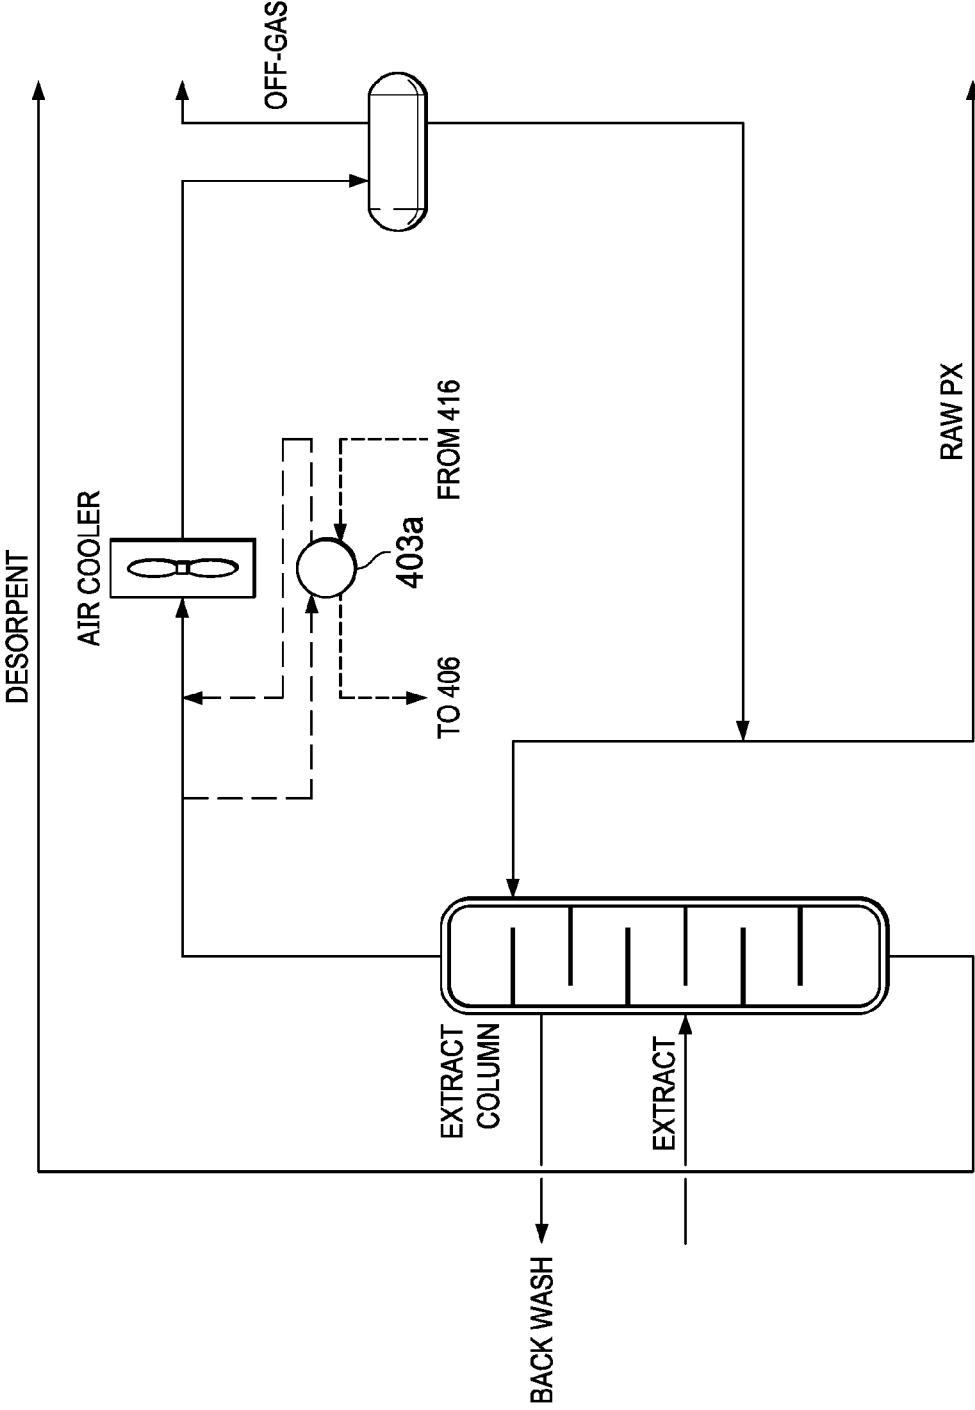 DESORPENT
AIR COOLER
OFF-GAS
403a
FROM 416
TO 406
EXTRACT
COLUMN
BACK WASH
EXTRACT
RAW PX